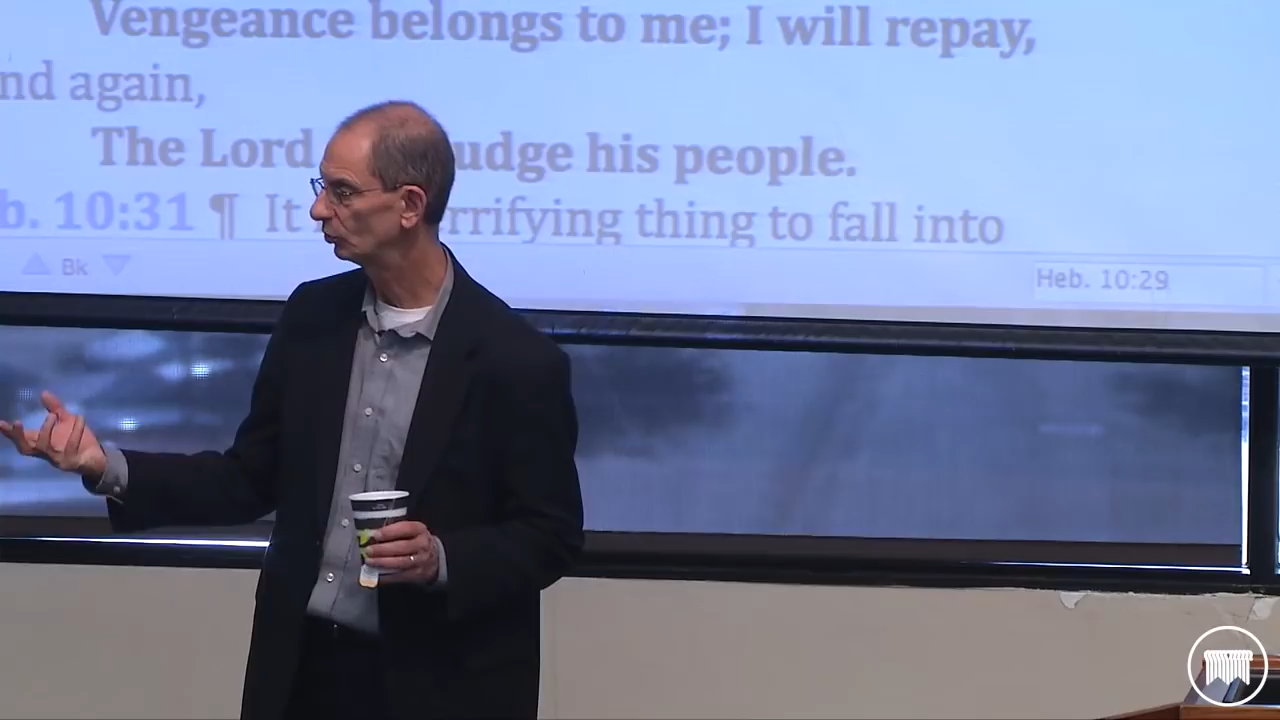 Vengeance belongs to me; I will repay,
nd again,
The Lord udge his people.
b. 10:31 ¶ It rrifying thing to fall into
Bk
Heb. 10:29